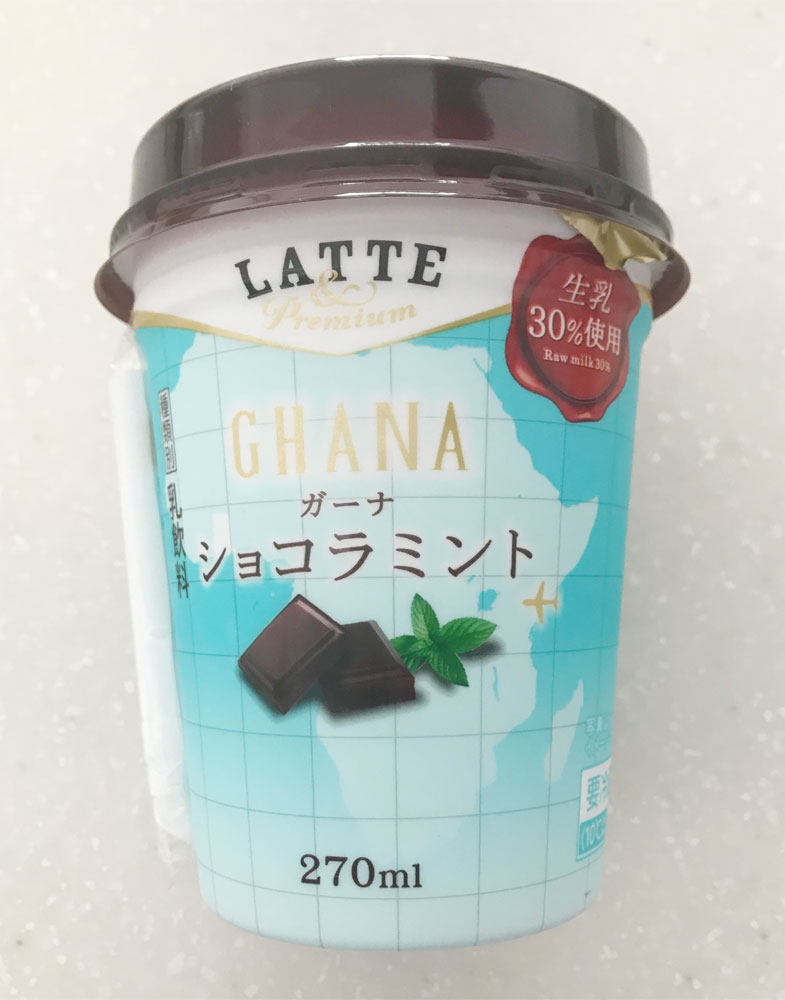 LATTE
& Premium
生乳
30%使用
Raw milk 30%
GHANA
ガーナ
ショコラミント
種類別 乳飲料
要冷
270ml